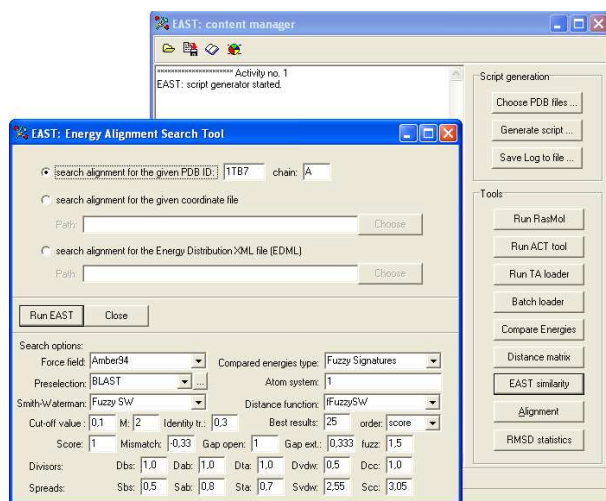 EAST: content manager
"""""""""""""""""""""""" Activity no. 1
EAST: script generator started.
Script generation
Choose PDB files ...
Generate script ...
Save Log to file ...
Tools
Run RasMol
Run ACT tool
Run TA loader
Batch loader
Compare Energies
Distance matrix
EAST similarity
Alignment
RMSD statistics
EAST: Energy Alignment Search Tool
search alignment for the given PDB ID: 1TB7 chain: A
search alignment for the given coordinate file
Path: Choose
search alignment for the Energy Distribution XML file (EDML)
Path: Choose
Run EAST Close
Search options:
Force field: Amber94 Compared energies type: Fuzzy Signatures
Preselection: BLAST ... Atom system: 1
Smith-Waterman: Fuzzy SW Distance function: fFuzzySW
Cut-off value : 0,1 M: 2 Identity tr.: 0,3 Best results: 25 order: score
Score: 1 Mismatch: -0,33 Gap open: 1 Gap ext.: 0,333 fuzz: 1,5
Divisors: Dbs: 1,0 Dab: 1,0 Dta: 1,0 Dvdw: 0,5 Dcc: 1,0
Spreads: Sbs: 0,5 Sab: 0,8 Sta: 0,7 Svdw: 2,55 Scc: 3,05